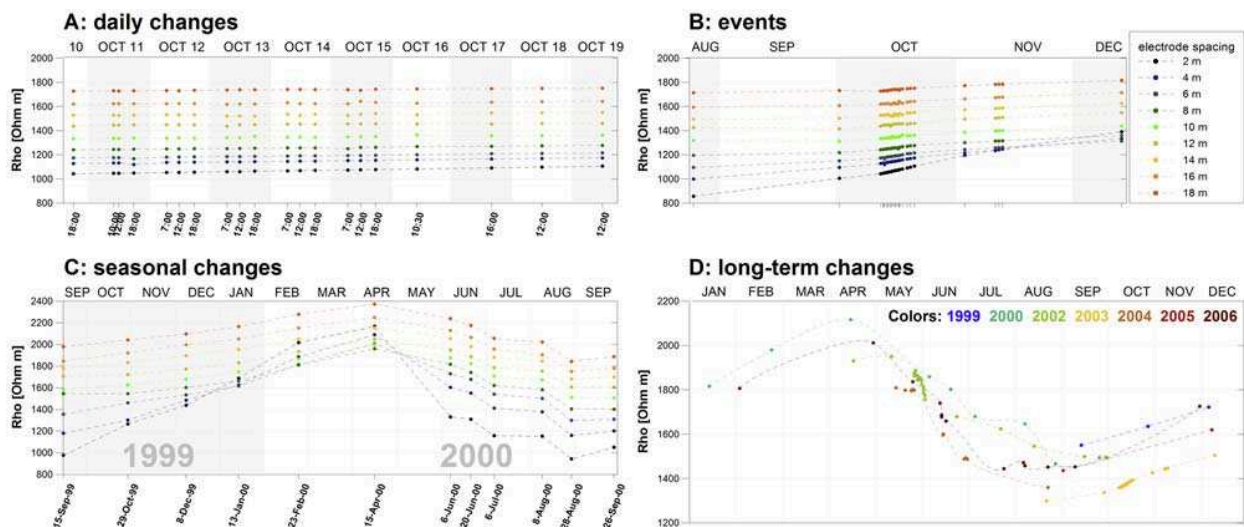 A: daily changes
10 OCT 11 OCT 12 OCT 13 OCT 14 OCT 15 OCT 16 OCT 17 OCT 18 OCT 19
Rho [Ohm m]
2000
1800
1600
1400
1200
1000
800
18:00 10:00 12:00 18:00 7:00 12:00 18:00 7:00 12:00 18:00 7:00 12:00 18:00 7:00 12:00 18:00 10:30 16:00 12:00 12:00
B: events
AUG SEP OCT NOV DEC
Rho [Ohm m]
2000
1800
1600
1400
1200
1000
800
electrode spacing
2 m
4 m
6 m
8 m
10 m
12 m
14 m
16 m
18 m
C: seasonal changes
SEP OCT NOV DEC JAN FEB MAR APR MAY JUN JUL AUG SEP
Rho [Ohm m]
2400
2200
2000
1800
1600
1400
1200
1000
800
1999 2000
15-Sep-99 29-Oct-99 8-Dec-99 13-Jan-00 23-Feb-00 15-Apr-00 6-Jun-00 20-Jun-00 6-Jul-00 8-Aug-00 28-Aug-00 26-Sep-00
D: long-term changes
JAN FEB MAR APR MAY JUN JUL AUG SEP OCT NOV DEC
Colors: 1999 2000 2002 2003 2004 2005 2006
Rho [Ohm m]
2200
2000
1800
1600
1400
1200